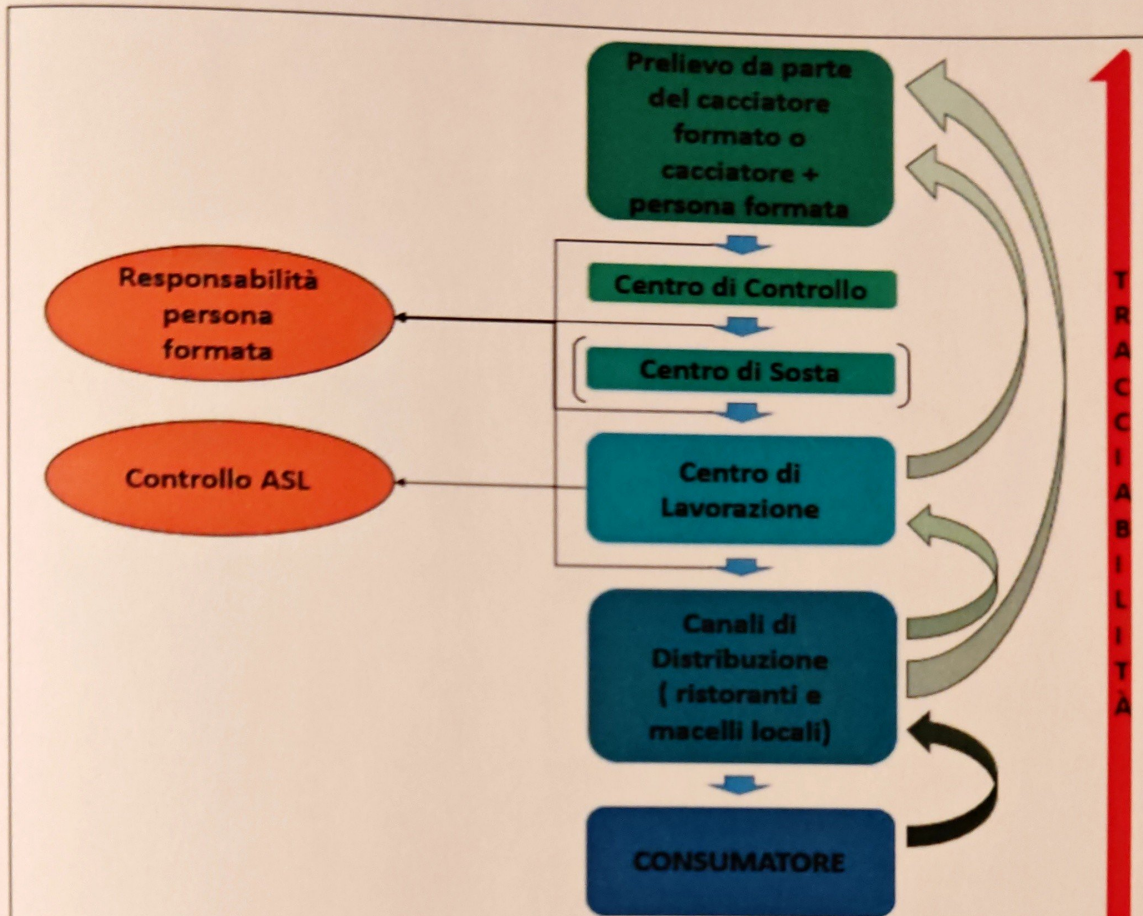 Prelievo da parte
del cacciatore
formato o
cacciatore +
persona formata
Responsabilità
persona
formata
Centro di Controllo
Centro di Sosta
Controllo ASL
Centro di
Lavorazione
Canali di
Distribuzione
( ristoranti e
macelli locali)
CONSUMATORE
TRACCIABILITÀ